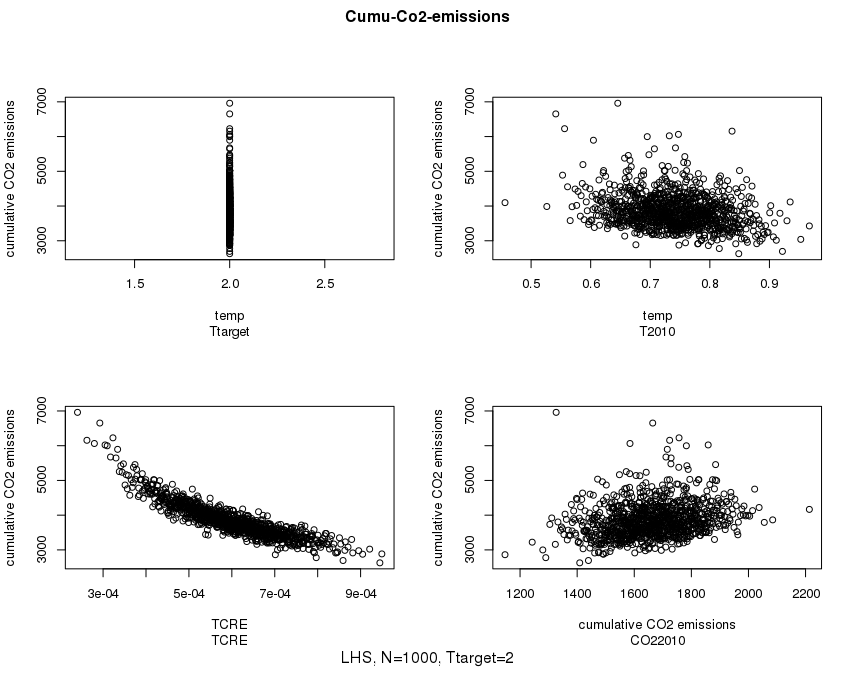 Cumu-Co2-emissions
cumulative CO2 emissions
3000 5000 7000
1.5 2.0 2.5
temp
Ttarget
cumulative CO2 emissions
3000 5000 7000
0.5 0.6 0.7 0.8 0.9
temp
T2010
cumulative CO2 emissions
3000 5000 7000
3e-04 5e-04 7e-04 9e-04
TCRE
TCRE
cumulative CO2 emissions
3000 5000 7000
1200 1400 1600 1800 2000 2200
cumulative CO2 emissions
CO22010
LHS, N=1000, Ttarget=2